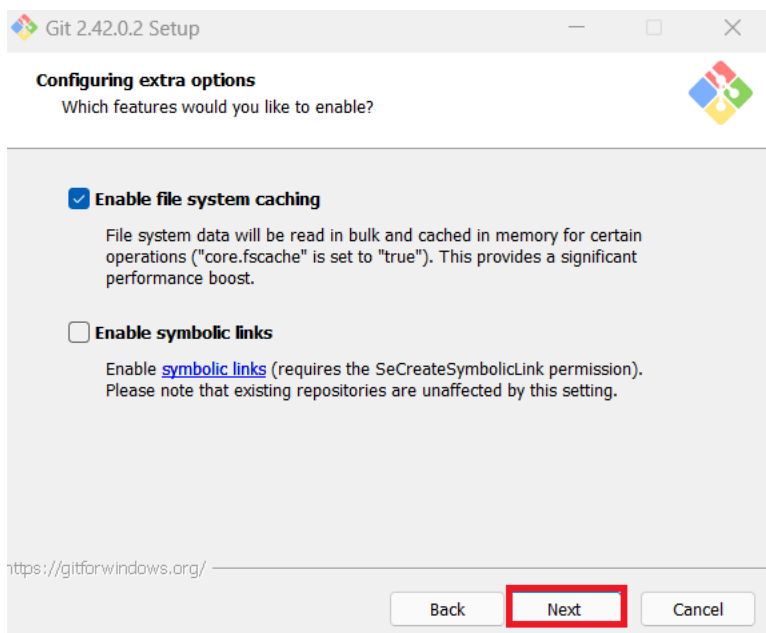 Git 2.42.0.2 Setup
Configuring extra options
Which features would you like to enable?
Enable file system caching
File system data will be read in bulk and cached in memory for certain
operations ("core.fscache" is set to "true"). This provides a significant
performance boost.
Enable symbolic links
Enable symbolic links (requires the SeCreateSymbolicLink permission).
Please note that existing repositories are unaffected by this setting.
https://gitforwindows.org/
Back Next Cancel